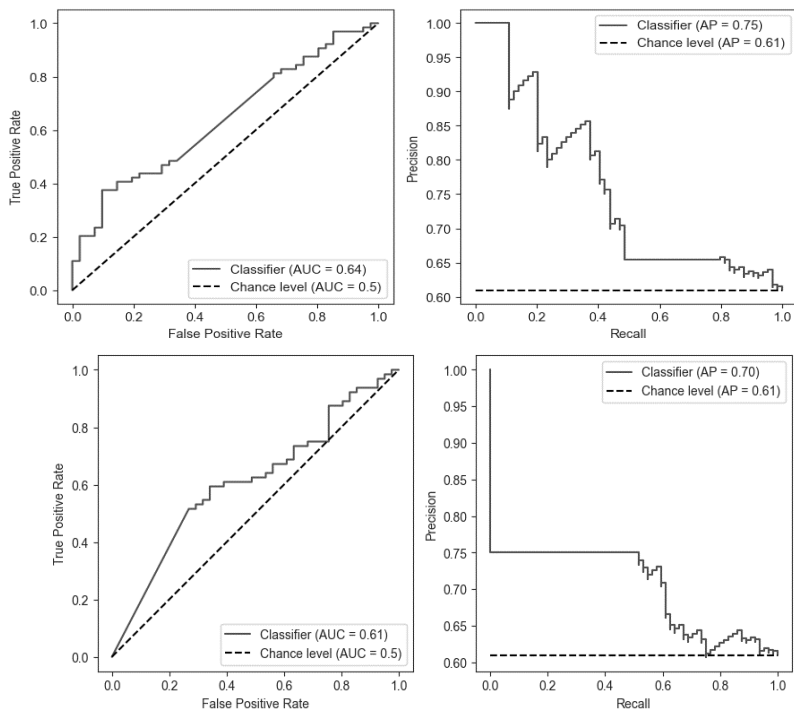 1.0
0.8
0.6
0.4
0.2
0.0
True Positive Rate
Classifier (AUC = 0.64)
Chance level (AUC = 0.5)
0.0 0.2 0.4 0.6 0.8 1.0
False Positive Rate
1.00
0.95
0.90
0.85
0.80
0.75
0.70
0.65
0.60
Precision
Classifier (AP = 0.75)
Chance level (AP = 0.61)
0.0 0.2 0.4 0.6 0.8 1.0
Recall
1.0
0.8
0.6
0.4
0.2
0.0
True Positive Rate
Classifier (AUC = 0.61)
Chance level (AUC = 0.5)
0.0 0.2 0.4 0.6 0.8 1.0
False Positive Rate
1.00
0.95
0.90
0.85
0.80
0.75
0.70
0.65
0.60
Precision
Classifier (AP = 0.70)
Chance level (AP = 0.61)
0.0 0.2 0.4 0.6 0.8 1.0
Recall